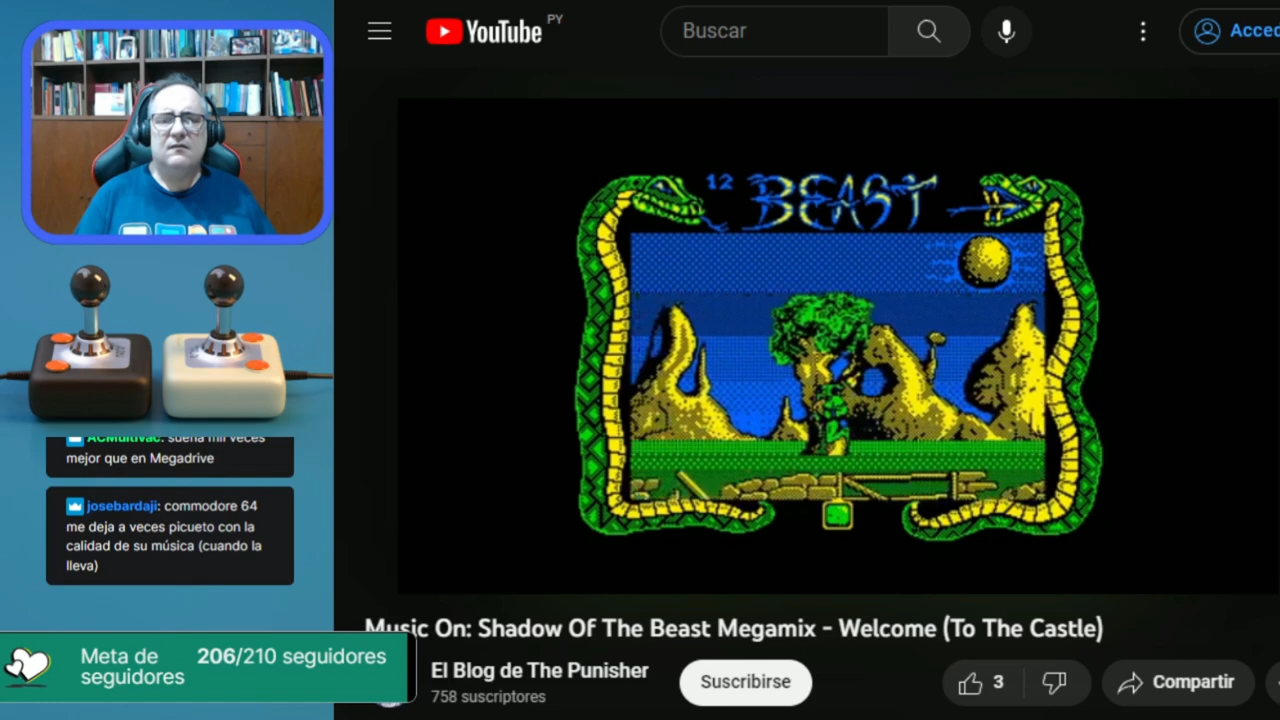 YouTube PY
Buscar
Acced
12 BEAST
ACMultivac: suena mil veces
mejor que en Megadrive
josebardaji: commodore 64
me deja a veces picueto con la
calidad de su música (cuando la
lleva)
Music On: Shadow Of The Beast Megamix - Welcome (To The Castle)
Meta de
seguidores
206/210 seguidores
El Blog de The Punisher
758 suscriptores
Suscribirse
3
Compartir